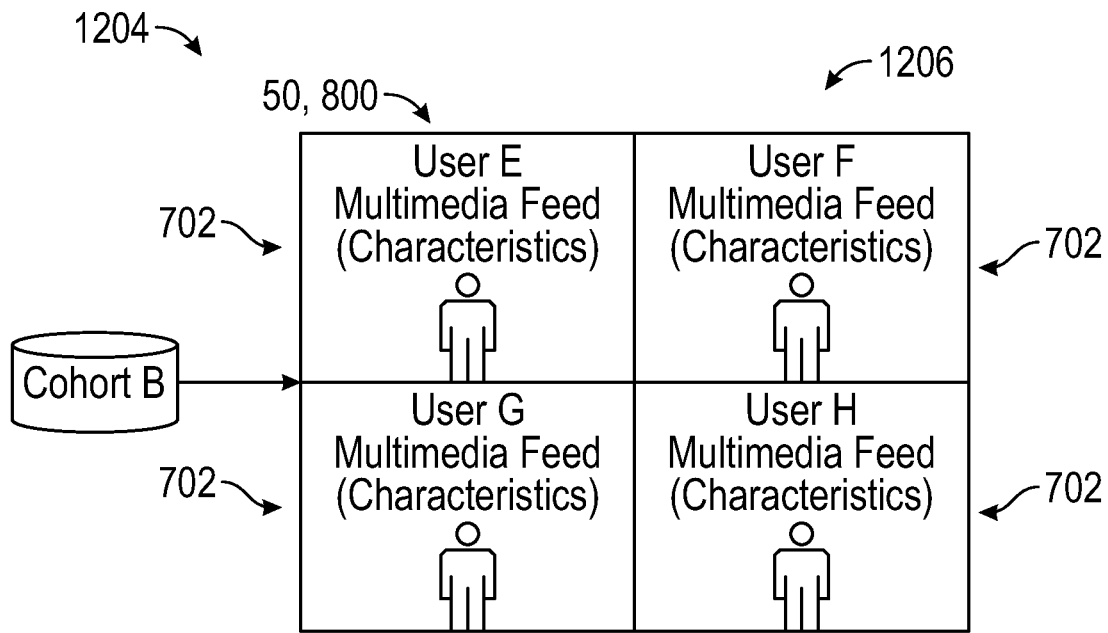 1204
1206
50, 800
User E
Multimedia Feed
(Characteristics)
User F
Multimedia Feed
(Characteristics)
702
702
Cohort B
User G
Multimedia Feed
(Characteristics)
User H
Multimedia Feed
(Characteristics)
702
702